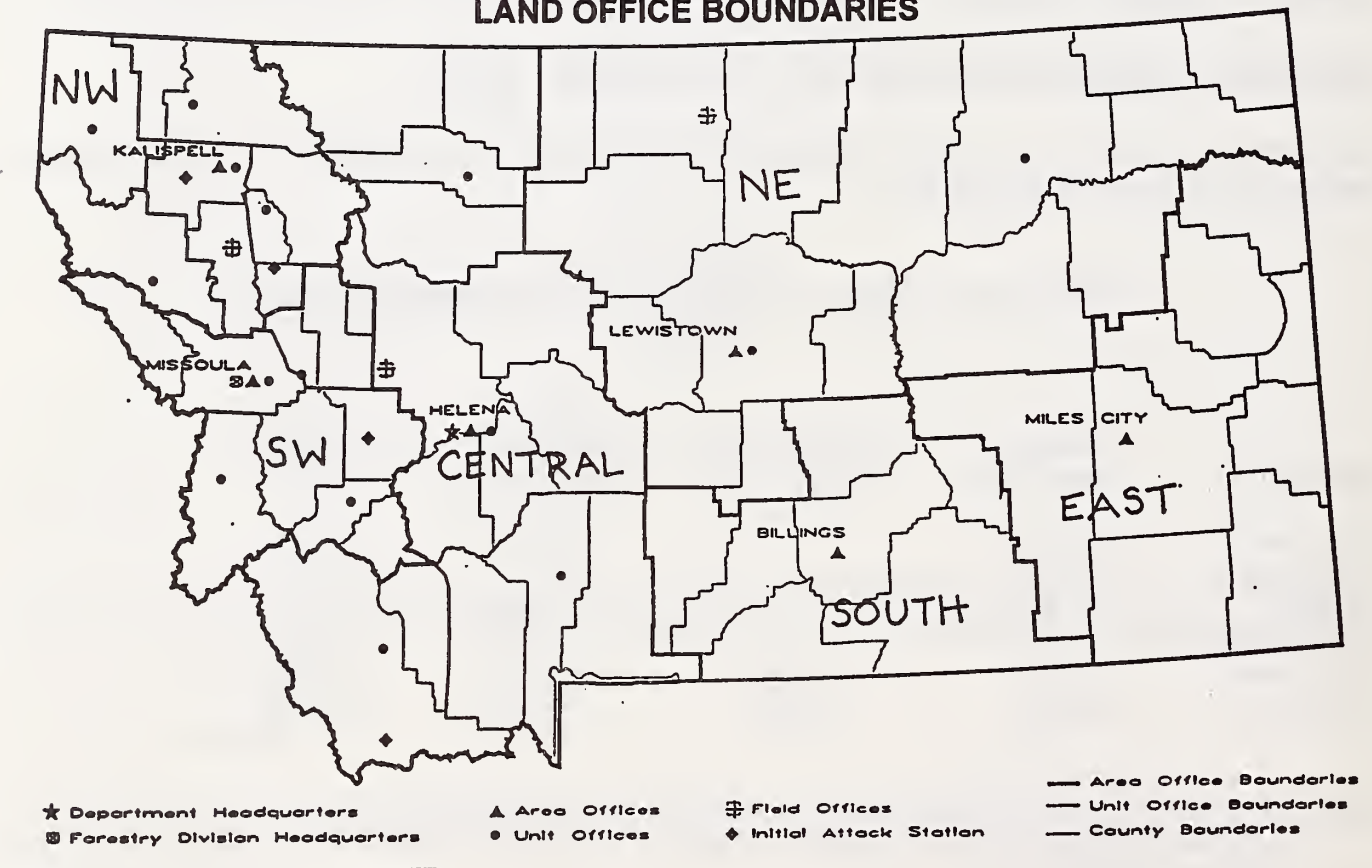 LAND OFFICE BOUNDARIES
NW
KALISPELL
NE
LEWISTOWN
MISSOULA
HELENA
MILES CITY
SW
CENTRAL
EAST
BILLINGS
SOUTH
Area Office Boundaries
Department Headquarters
Area Offices
Field Offices
Unit Office Boundaries
Forestry Division Headquarters
Unit Offices
Initial Attack Station
County Boundaries